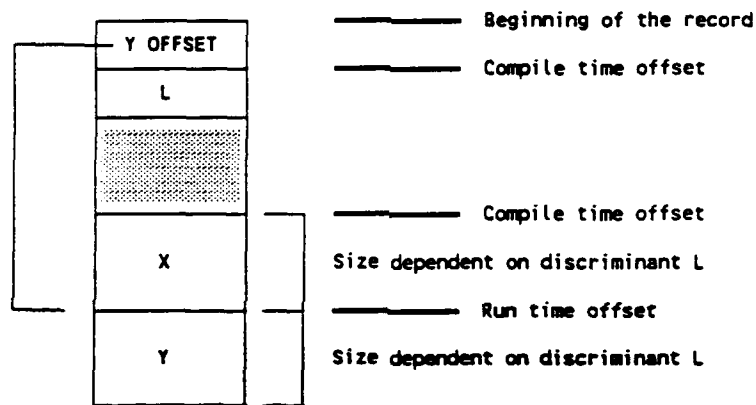 Beginning of the record
Y OFFSET
Compile time offset
L
Compile time offset
X
Size dependent on discriminant L
Run time offset
Y
Size dependent on discriminant L